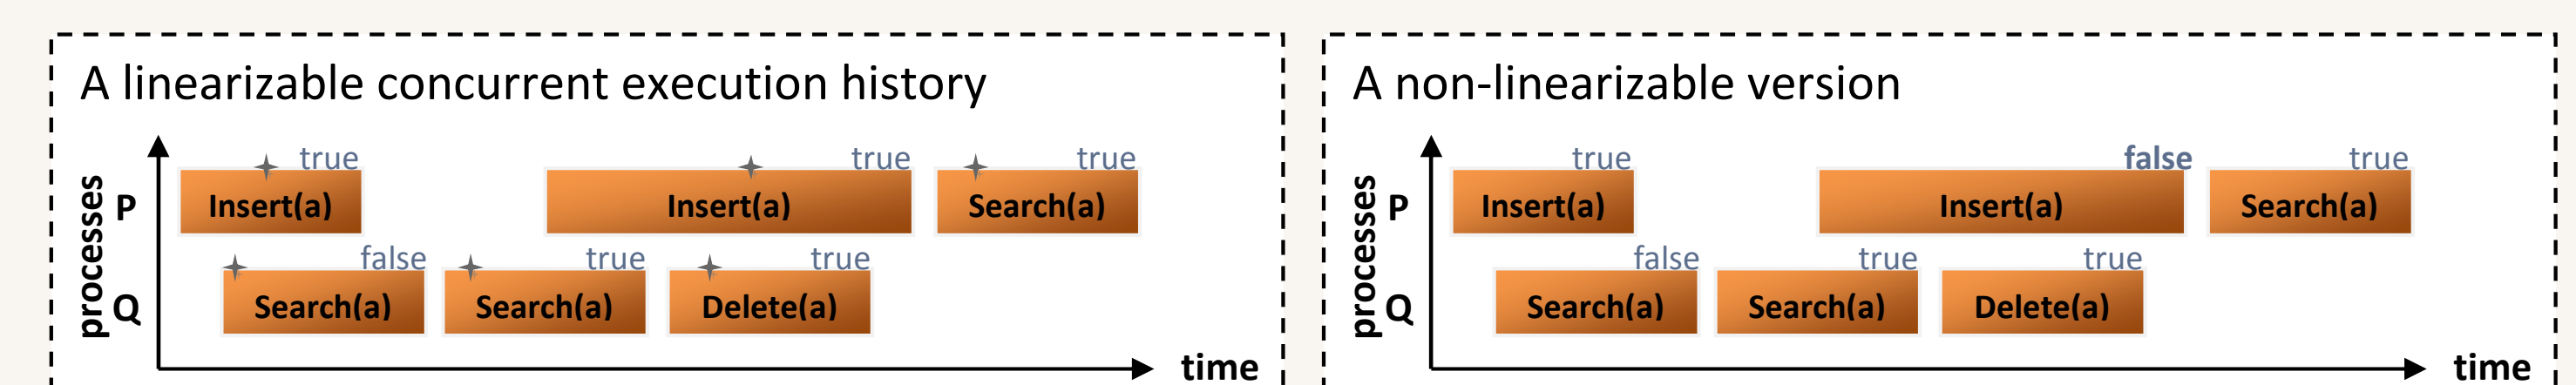 A linearizable concurrent execution history
true true true
processes
P Insert(a) Insert(a) Search(a)
false true true
Q Search(a) Search(a) Delete(a)
time
A non-linearizable version
true false true
processes
P Insert(a) Insert(a) Search(a)
false true true
Q Search(a) Search(a) Delete(a)
time